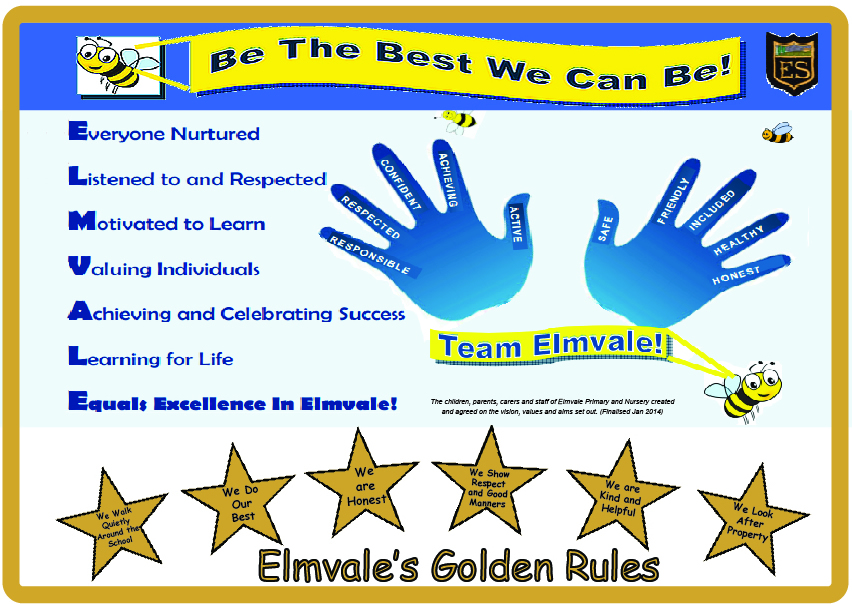 Be The Best We Can Be!
ES
Everyone Nurtured
Listened to and Respected
Motivated to Learn
Valuing Individuals
Achieving and Celebrating Success
Learning for Life
Equals Excellence In Elmvale!
RESPONSIBLE
RESPECTED
CONFIDENT
ACHIEVING
ACTIVE
SAFE
FRIENDLY
INCLUDED
HEALTHY
HONEST
Team Elmvale!
The children, parents, carers and staff of Elmvale Primary and Nursery created
and agreed on the vision, values and aims set out. (Finalised Jan 2014)
We Walk
Quietly
Around the
School
We Do
Our
Best
We
are
Honest
We Show
Respect
and Good
Manners
We are
Kind and
Helpful
We Look
After
Property
Elmvale's Golden Rules